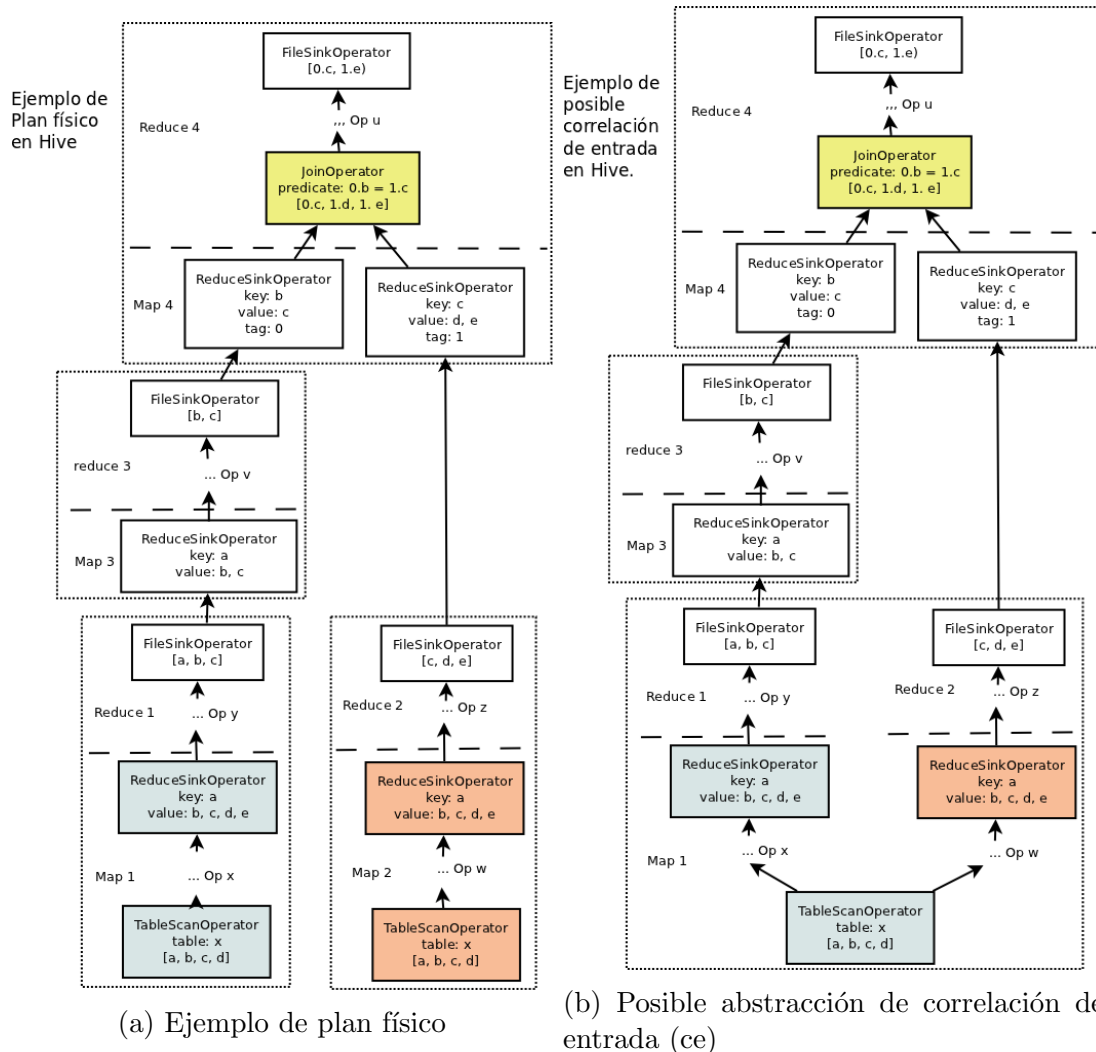 Ejemplo de
Plan físico
en Hive
FileSinkOperator
[0.c, 1.e)
,,, Op u
Reduce 4
JoinOperator
predicate: 0.b = 1.c
[0.c, 1.d, 1. e]
Map 4
ReduceSinkOperator
key: b
value: c
tag: 0
ReduceSinkOperator
key: c
value: d, e
tag: 1
FileSinkOperator
[b, c]
reduce 3
... Op v
Map 3
ReduceSinkOperator
key: a
value: b, c
FileSinkOperator
[a, b, c]
Reduce 1
... Op y
ReduceSinkOperator
key: a
value: b, c, d, e
Map 1
... Op x
TableScanOperator
table: x
[a, b, c, d]
FileSinkOperator
[c, d, e]
Reduce 2
... Op z
ReduceSinkOperator
key: a
value: b, c, d, e
Map 2
... Op w
TableScanOperator
table: x
[a, b, c, d]
(a) Ejemplo de plan físico
Ejemplo de
posible
correlación
de entrada
en Hive.
FileSinkOperator
[0.c, 1.e)
,,, Op u
Reduce 4
JoinOperator
predicate: 0.b = 1.c
[0.c, 1.d, 1. e]
Map 4
ReduceSinkOperator
key: b
value: c
tag: 0
ReduceSinkOperator
key: c
value: d, e
tag: 1
FileSinkOperator
[b, c]
reduce 3
... Op v
Map 3
ReduceSinkOperator
key: a
value: b, c
FileSinkOperator
[a, b, c]
Reduce 1
... Op y
ReduceSinkOperator
key: a
value: b, c, d, e
FileSinkOperator
[c, d, e]
Reduce 2
... Op z
ReduceSinkOperator
key: a
value: b, c, d, e
Map 1
... Op x
... Op w
TableScanOperator
table: x
[a, b, c, d]
(b) Posible abstracción de correlación de
entrada (ce)